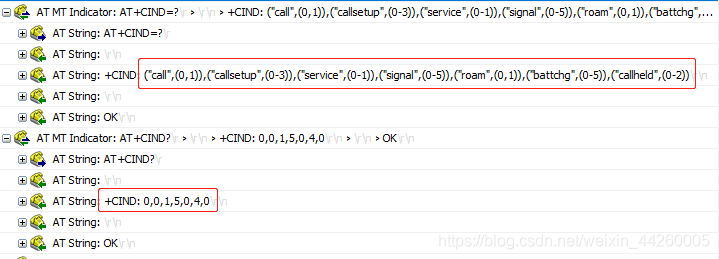 AT MT Indicator: AT+CIND=?\r > \r\n > +CIND: ("call",(0,1)),("callsetup",(0-3)),("service",(0-1)),("signal",(0-5)),("roam",(0,1)),("battchg",...
AT String: AT+CIND=?\r
AT String: \r\n
AT String: +CIND: ("call",(0,1)),("callsetup",(0-3)),("service",(0-1)),("signal",(0-5)),("roam",(0,1)),("battchg",(0-5)),("callheld",(0-2))\r\n
AT String: \r\n
AT String: OK\r\n
AT MT Indicator: AT+CIND?\r > \r\n > +CIND: 0,0,1,5,0,4,0\r\n > \r\n > OK\r\n
AT String: AT+CIND?\r
AT String: \r\n
AT String: +CIND: 0,0,1,5,0,4,0\r\n
AT String: \r\n
AT String: OK\r\n
https://blog.csdn.net/weixin_44260005